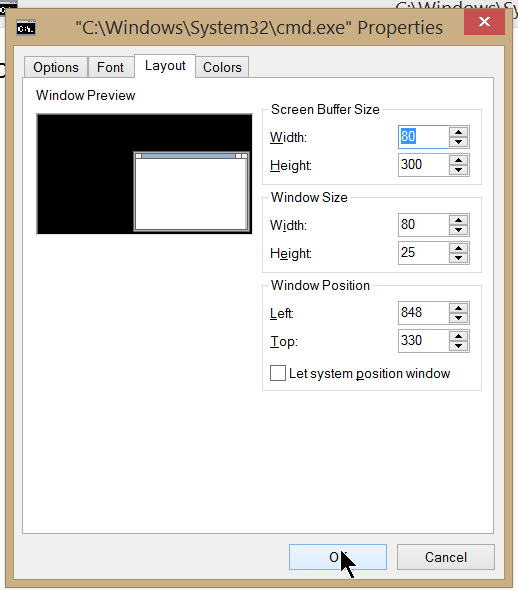 C:\Windows\Sy
"C:\Windows\System32\cmd.exe" Properties
Options Font Layout Colors
Window Preview
Screen Buffer Size
Width: 80
Height: 300
Window Size
Width: 80
Height: 25
Window Position
Left: 848
Top: 330
Let system position window
OK Cancel